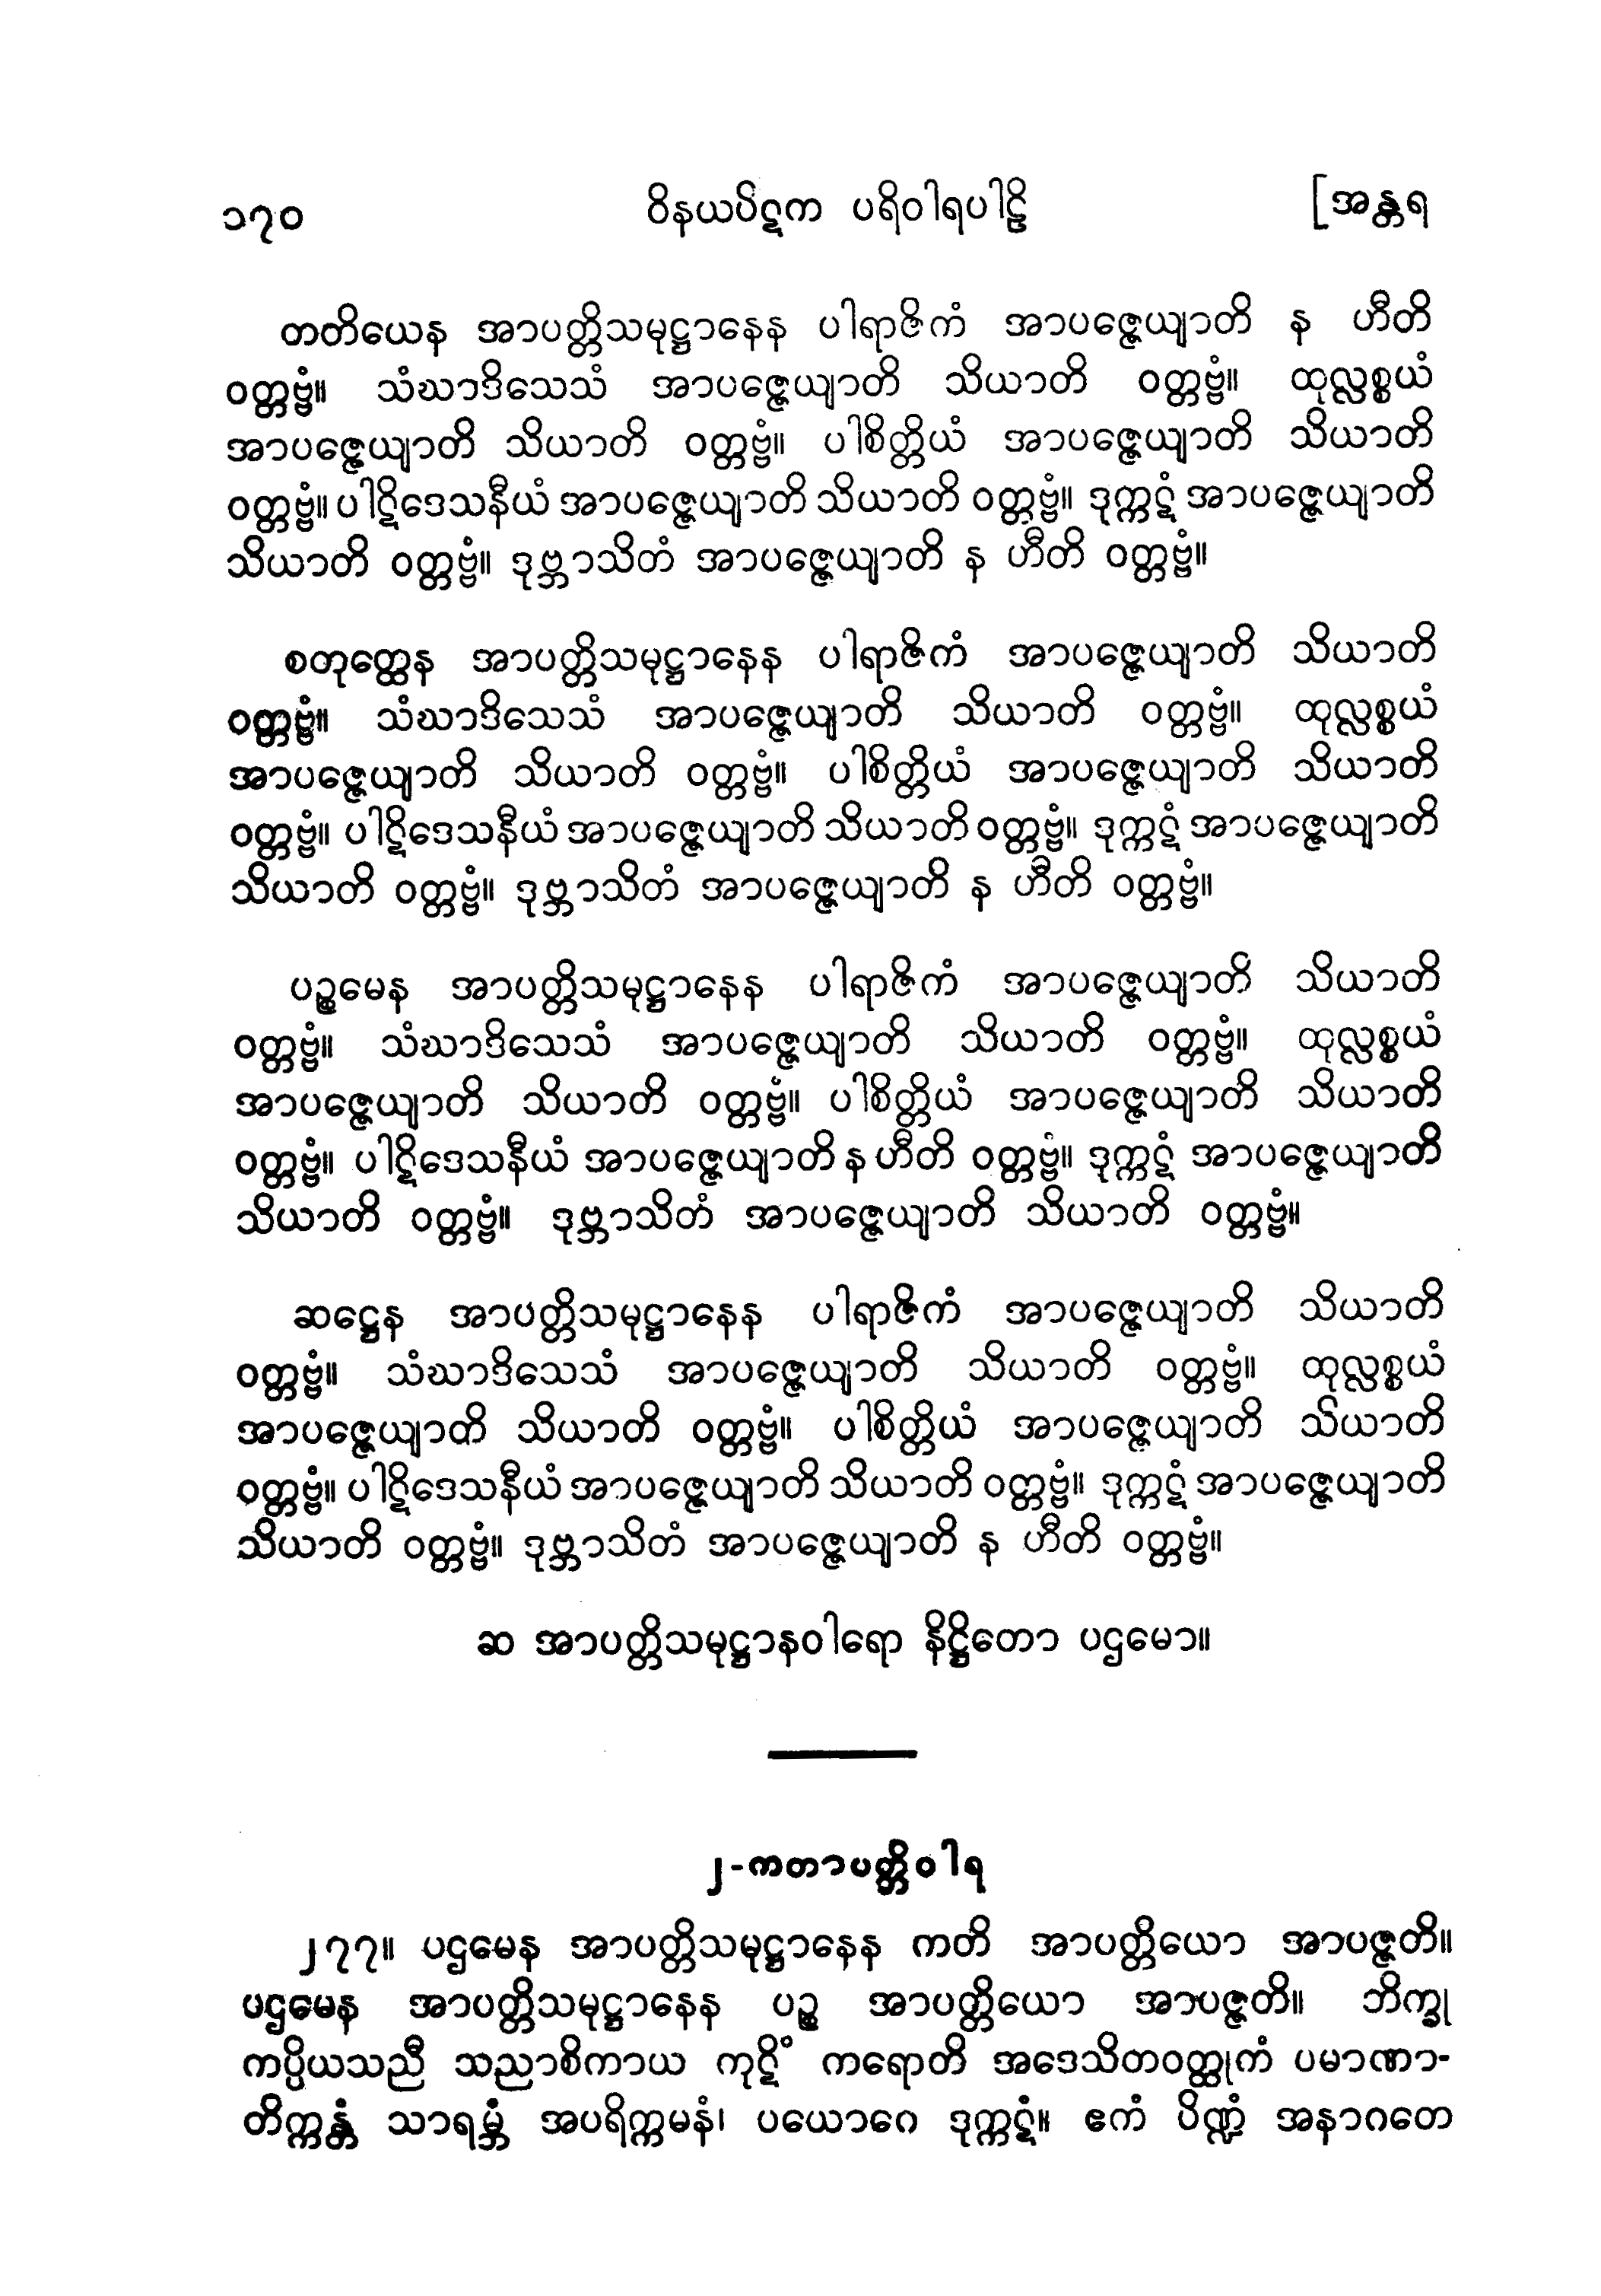 ၁၇၀ ဝိနယပိဋက ပရိဝါရပါဠိ [အန္တရ
တတိယေန အာပတ္တိသမုဋ္ဌာနေန ပါရာဇိကံ အာပဇ္ဇေယျာတိ န ဟီတိ
ဝတ္တဗ္ဗံ။ သံဃာဒိသေသံ အာပဇ္ဇေယျာတိ သိယာတိ ဝတ္တဗ္ဗံ။ ထုလ္လစ္စယံ
အာပဇ္ဇေယျာတိ သိယာတိ ဝတ္တဗ္ဗံ။ ပါစိတ္တိယံ အာပဇ္ဇေယျာတိ သိယာတိ
ဝတ္တဗ္ဗံ။ ပါဋိဒေသနီယံ အာပဇ္ဇေယျာတိ သိယာတိ ဝတ္တဗ္ဗံ။ ဒုက္ကဋံ အာပဇ္ဇေယျာတိ
သိယာတိ ဝတ္တဗ္ဗံ။ ဒုဗ္ဘာသိတံ အာပဇ္ဇေယျာတိ န ဟီတိ ဝတ္တဗ္ဗံ။
စတုတ္ထေန အာပတ္တိသမုဋ္ဌာနေန ပါရာဇိကံ အာပဇ္ဇေယျာတိ သိယာတိ
ဝတ္တဗ္ဗံ။ သံဃာဒိသေသံ အာပဇ္ဇေယျာတိ သိယာတိ ဝတ္တဗ္ဗံ။ ထုလ္လစ္စယံ
အာပဇ္ဇေယျာတိ သိယာတိ ဝတ္တဗ္ဗံ။ ပါစိတ္တိယံ အာပဇ္ဇေယျာတိ သိယာတိ
ဝတ္တဗ္ဗံ။ ပါဋိဒေသနီယံ အာပဇ္ဇေယျာတိ သိယာတိ ဝတ္တဗ္ဗံ။ ဒုက္ကဋံ အာပဇ္ဇေယျာတိ
သိယာတိ ဝတ္တဗ္ဗံ။ ဒုဗ္ဘာသိတံ အာပဇ္ဇေယျာတိ န ဟီတိ ဝတ္တဗ္ဗံ။
ပဉ္စမေန အာပတ္တိသမုဋ္ဌာနေန ပါရာဇိကံ အာပဇ္ဇေယျာတိ သိယာတိ
ဝတ္တဗ္ဗံ။ သံဃာဒိသေသံ အာပဇ္ဇေယျာတိ သိယာတိ ဝတ္တဗ္ဗံ။ ထုလ္လစ္စယံ
အာပဇ္ဇေယျာတိ သိယာတိ ဝတ္တဗ္ဗံ။ ပါစိတ္တိယံ အာပဇ္ဇေယျာတိ သိယာတိ
ဝတ္တဗ္ဗံ။ ပါဋိဒေသနီယံ အာပဇ္ဇေယျာတိ န ဟီတိ ဝတ္တဗ္ဗံ။ ဒုက္ကဋံ အာပဇ္ဇေယျာတိ
သိယာတိ ဝတ္တဗ္ဗံ။ ဒုဗ္ဘာသိတံ အာပဇ္ဇေယျာတိ သိယာတိ ဝတ္တဗ္ဗံ။
ဆဋ္ဌေန အာပတ္တိသမုဋ္ဌာနေန ပါရာဇိကံ အာပဇ္ဇေယျာတိ သိယာတိ
ဝတ္တဗ္ဗံ။ သံဃာဒိသေသံ အာပဇ္ဇေယျာတိ သိယာတိ ဝတ္တဗ္ဗံ။ ထုလ္လစ္စယံ
အာပဇ္ဇေယျာတိ သိယာတိ ဝတ္တဗ္ဗံ။ ပါစိတ္တိယံ အာပဇ္ဇေယျာတိ သိယာတိ
ဝတ္တဗ္ဗံ။ ပါဋိဒေသနီယံ အာပဇ္ဇေယျာတိ သိယာတိ ဝတ္တဗ္ဗံ။ ဒုက္ကဋံ အာပဇ္ဇေယျာတိ
သိယာတိ ဝတ္တဗ္ဗံ။ ဒုဗ္ဘာသိတံ အာပဇ္ဇေယျာတိ န ဟီတိ ဝတ္တဗ္ဗံ။
ဆ အာပတ္တိသမုဋ္ဌာနဝါရော နိဋ္ဌိတော ပဌမော။
၂-ကတာပတ္တိဝါရ
၂၇၇။ ပဌမေန အာပတ္တိသမုဋ္ဌာနေန ကတိ အာပတ္တိယော အာပဇ္ဇတိ။
ပဌမေန အာပတ္တိသမုဋ္ဌာနေန ပဉ္စ အာပတ္တိယော အာပဇ္ဇတိ။ ဘိက္ခု
ကပ္ပိယသညီ သညာစိကာယ ကုဋိံ ကရောတိ အဒေသိတဝတ္ထုကံ ပမာဏာ-
တိက္ကန္တံ သာရမ္ဘံ အပရိက္ကမနံ၊ ပယောဂေ ဒုက္ကဋံ။ ဧကံ ပိဏ္ဍံ အနာဂတေ